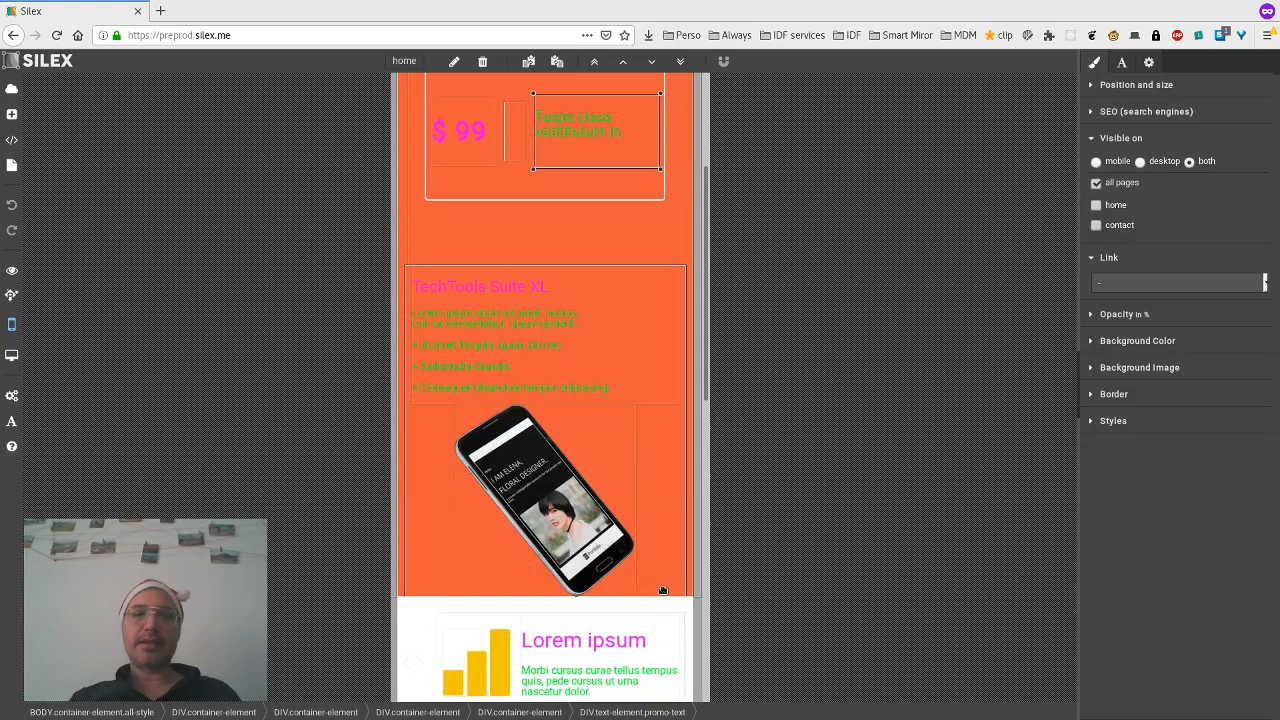 Silex
https://preprod.silex.me
Perso
Always
IDF services
IDF
Smart Miror
MDM
clip
SILEX
home
Position and size
SEO (search engines)
Visible on
mobile
desktop
both
all pages
home
contact
Link
-
Opacity in %
Background Color
Background Image
Border
Styles
$ 99
Turpis class
vestibulum in
TechTools Suite XL
I AM ELENA,
FLORAL DESIGNER.
Portfolio
Lorem ipsum
Morbi cursus curae tellus tempus
quis, pede cursus ut urna
nascetur dolor.
BODY.container-element.all-style
DIV.container-element
DIV.container-element
DIV.container-element
DIV.container-element
DIV.text-element.promo-text